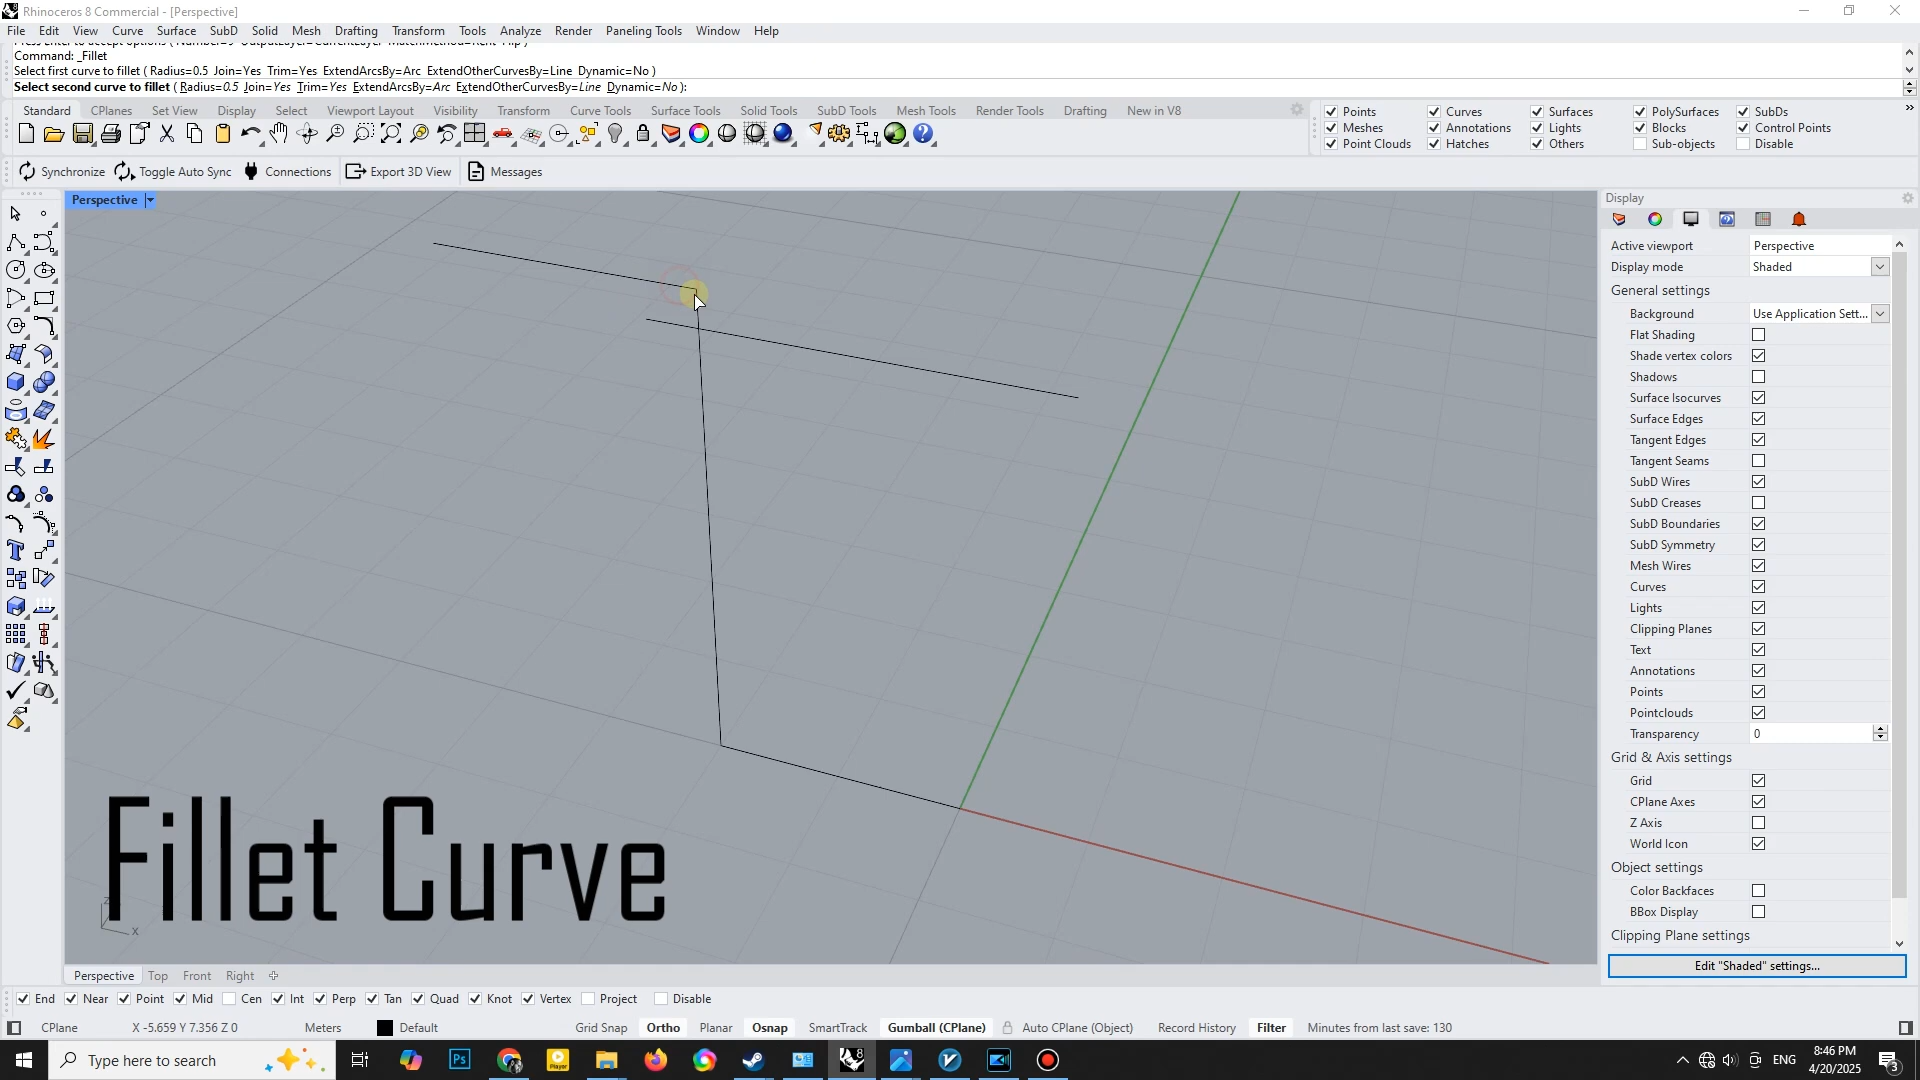 Rhinoceros 8 Commercial - [Perspective]
File Edit View Curve Surface SubD Solid Mesh Drafting Transform Tools Analyze Render Paneling Tools Window Help
Command: _Fillet
Select first curve to fillet ( Radius=0.5 Join=Yes Trim=Yes ExtendArcsBy=Arc ExtendOtherCurvesBy=Line Dynamic=No )
Select second curve to fillet ( Radius=0.5 Join=Yes Trim=Yes ExtendArcsBy=Arc ExtendOtherCurvesBy=Line Dynamic=No ):
Standard CPlanes Set View Display Select Viewport Layout Visibility Transform Curve Tools Surface Tools Solid Tools SubD Tools Mesh Tools Render Tools Drafting New in V8
Points Curves Surfaces PolySurfaces SubDs
Meshes Annotations Lights Blocks Control Points
Point Clouds Hatches Others Sub-objects Disable
Synchronize Toggle Auto Sync Connections Export 3D View Messages
Perspective
Display
Active viewport Perspective
Display mode Shaded
General settings
Background Use Application Sett...
Flat Shading
Shade vertex colors
Shadows
Surface Isocurves
Surface Edges
Tangent Edges
Tangent Seams
SubD Wires
SubD Creases
SubD Boundaries
SubD Symmetry
Mesh Wires
Curves
Lights
Clipping Planes
Text
Annotations
Points
Pointclouds
Transparency 0
Grid & Axis settings
Grid
CPlane Axes
Z Axis
World Icon
Object settings
Color Backfaces
BBox Display
Clipping Plane settings
Edit "Shaded" settings...
Fillet Curve
z
x
Perspective Top Front Right
End Near Point Mid Cen Int Perp Tan Quad Knot Vertex Project Disable
CPlane X -5.659 Y 7.356 Z 0 Meters Default Grid Snap Ortho Planar Osnap SmartTrack Gumball (CPlane) Auto CPlane (Object) Record History Filter Minutes from last save: 130
Type here to search
Ps
Player
8
ENG
8:46 PM
4/20/2025
3